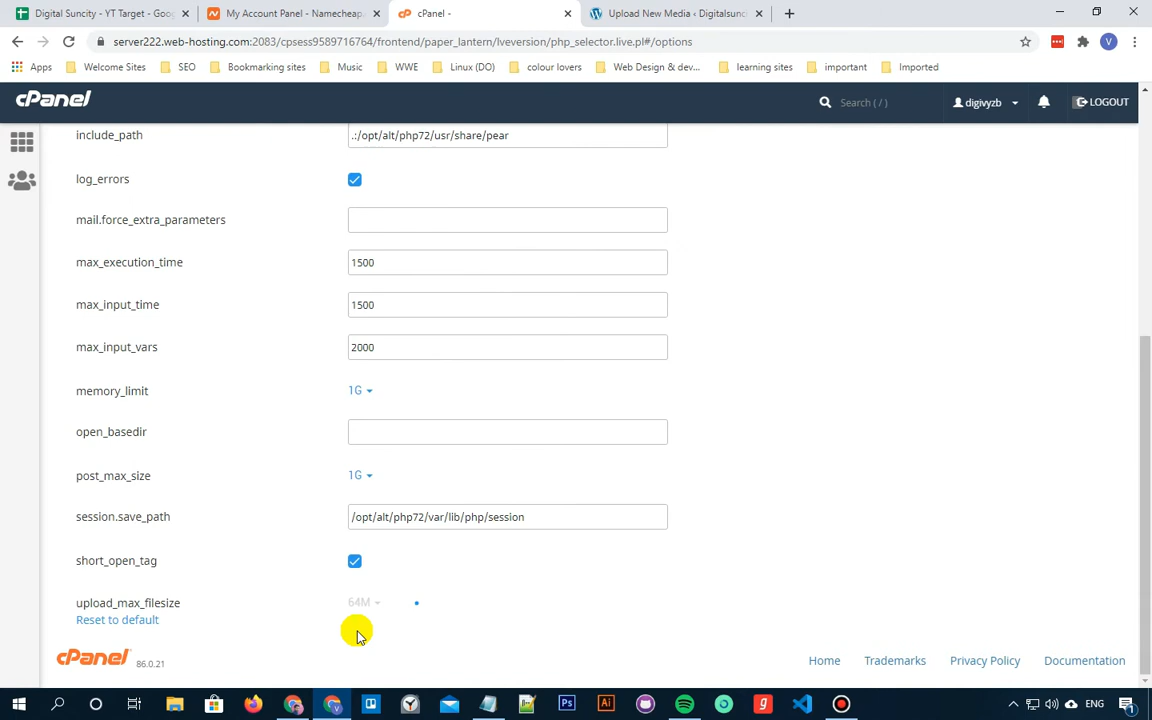 Digital Suncity - YT Target - Goog
My Account Panel - Namecheap.
cPanel -
Upload New Media ‹ Digitalsunc
server222.web-hosting.com:2083/cpsess9589716764/frontend/paper_lantern/lveversion/php_selector.live.pl#/options
V
Apps
Welcome Sites
SEO
Bookmarking sites
Music
WWE
Linux (DO)
colour lovers
Web Design & dev...
learning sites
important
Imported
cPanel
Search ( / )
digivyzb
LOGOUT
include_path
.:/opt/alt/php72/usr/share/pear
log_errors
mail.force_extra_parameters
max_execution_time
1500
max_input_time
1500
max_input_vars
2000
memory_limit
1G
open_basedir
post_max_size
1G
session.save_path
/opt/alt/php72/var/lib/php/session
short_open_tag
upload_max_filesize
64M
Reset to default
cPanel
86.0.21
Home
Trademarks
Privacy Policy
Documentation
Ps
Ai
g
ENG
1